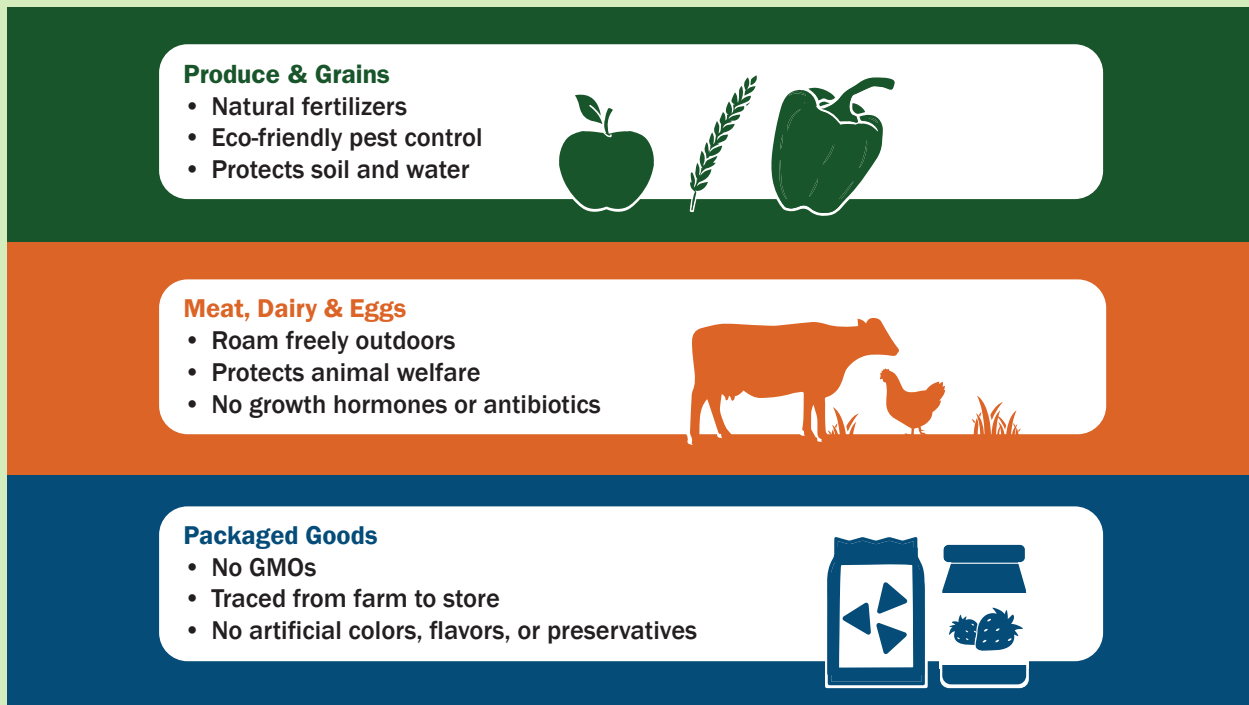 Produce & Grains
• Natural fertilizers
• Eco-friendly pest control
• Protects soil and water
Meat, Dairy & Eggs
• Roam freely outdoors
• Protects animal welfare
• No growth hormones or antibiotics
Packaged Goods
• No GMOs
• Traced from farm to store
• No artificial colors, flavors, or preservatives